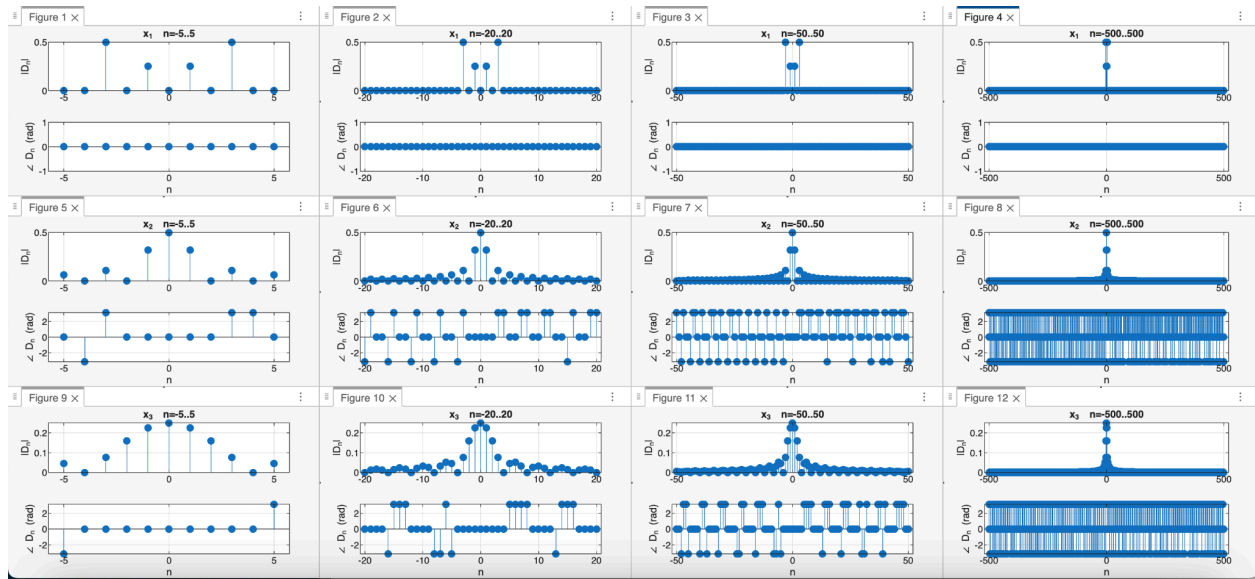 Figure 1 × Figure 2 × Figure 3 × Figure 4 ×
x₁ n=-5..5
0.5
|Dₙ|
0
-5 0 5
1
∠ Dₙ (rad)
0
-1
-5 0 5
n
x₁ n=-20..20
0.5
|Dₙ|
0
-20 -10 0 10 20
n
1
∠ Dₙ (rad)
0
-1
-20 -10 0 10 20
n
x₁ n=-50..50
0.5
|Dₙ|
0
-50 0 50
n
1
∠ Dₙ (rad)
0
-1
-50 0 50
n
x₁ n=-500..500
0.5
|Dₙ|
0
-500 0 500
n
1
∠ Dₙ (rad)
0
-1
-500 0 500
n
Figure 5 × Figure 6 × Figure 7 × Figure 8 ×
x₂ n=-5..5
0.5
|Dₙ|
0
-5 0 5
2
∠ Dₙ (rad)
0
-2
-5 0 5
n
x₂ n=-20..20
0.5
|Dₙ|
0
-20 -10 0 10 20
2
∠ Dₙ (rad)
0
-2
-20 -10 0 10 20
n
x₂ n=-50..50
0.5
|Dₙ|
0
-50 0 50
2
∠ Dₙ (rad)
0
-2
-50 0 50
n
x₂ n=-500..500
0.5
|Dₙ|
0
-500 0 500
2
∠ Dₙ (rad)
0
-2
-500 0 500
n
Figure 9 × Figure 10 × Figure 11 × Figure 12 ×
x₃ n=-5..5
0.2
|Dₙ|
0.1
0
-5 0 5
2
∠ Dₙ (rad)
0
-2
-5 0 5
n
x₃ n=-20..20
0.2
|Dₙ|
0.1
0
-20 -10 0 10 20
2
∠ Dₙ (rad)
0
-2
-20 -10 0 10 20
n
x₃ n=-50..50
0.2
|Dₙ|
0.1
0
-50 0 50
2
∠ Dₙ (rad)
0
-2
-50 0 50
n
x₃ n=-500..500
0.2
|Dₙ|
0.1
0
-500 0 500
2
∠ Dₙ (rad)
0
-2
-500 0 500
n